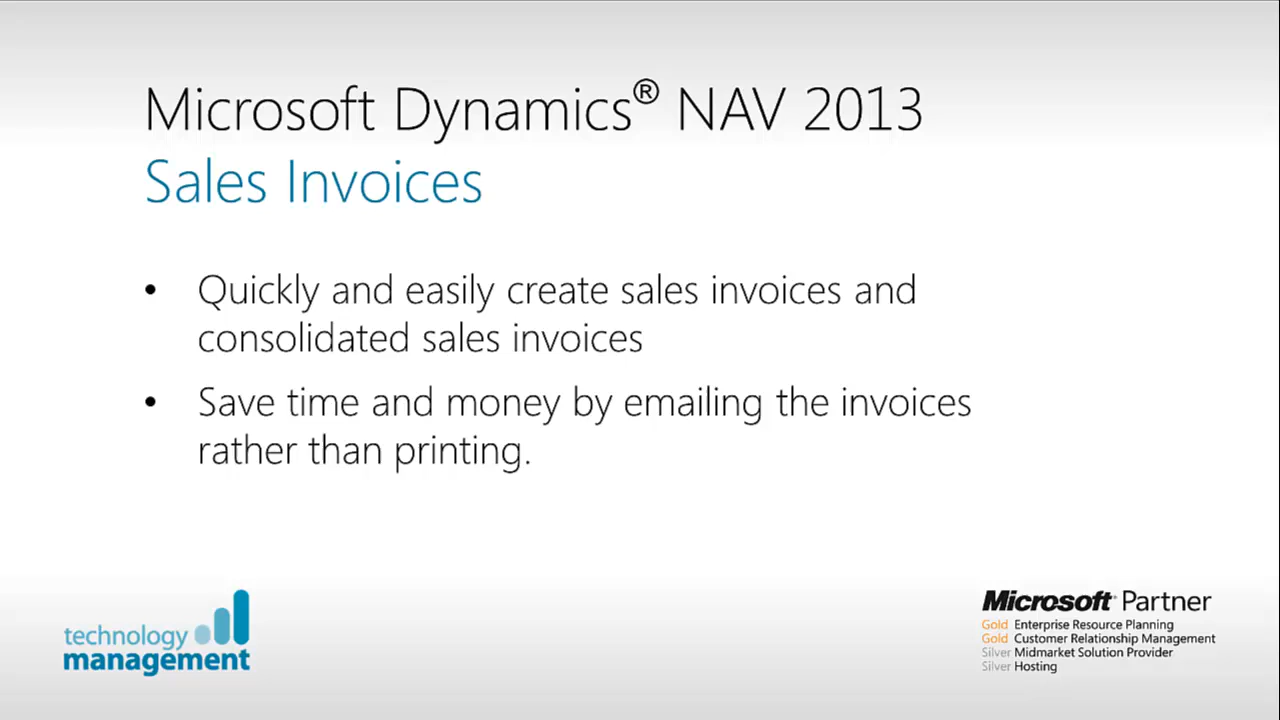 Microsoft Dynamics® NAV 2013
Sales Invoices
• Quickly and easily create sales invoices and
consolidated sales invoices
• Save time and money by emailing the invoices
rather than printing.
technology
management
Microsoft Partner
Gold Enterprise Resource Planning
Gold Customer Relationship Management
Silver Midmarket Solution Provider
Silver Hosting